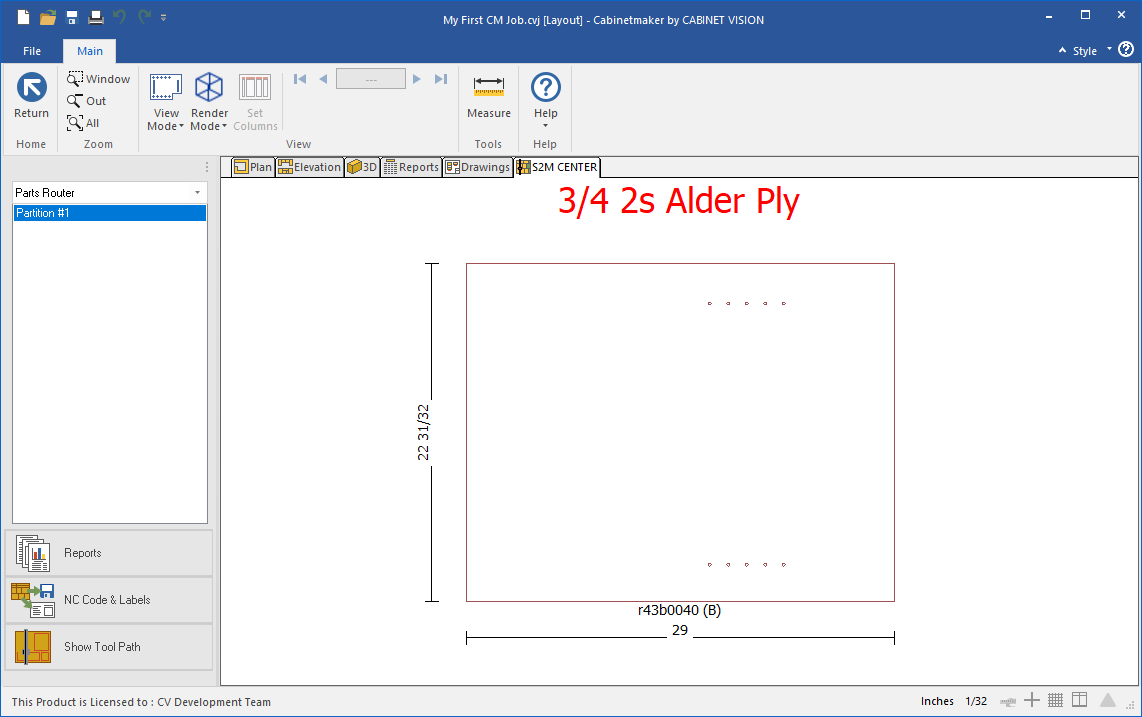 My First CM Job.cvj [Layout] - Cabinetmaker by CABINET VISION
File
Main
Style
Return
Window
Out
All
View Mode
Render Mode
Set Columns
---
Measure
Help
Home
Zoom
View
Tools
Help
Plan
Elevation
3D
Reports
Drawings
S2M CENTER
Parts Router
Partition #1
3/4 2s Alder Ply
22 31/32
r43b0040 (B)
29
Reports
NC Code & Labels
Show Tool Path
This Product is Licensed to : CV Development Team
Inches
1/32